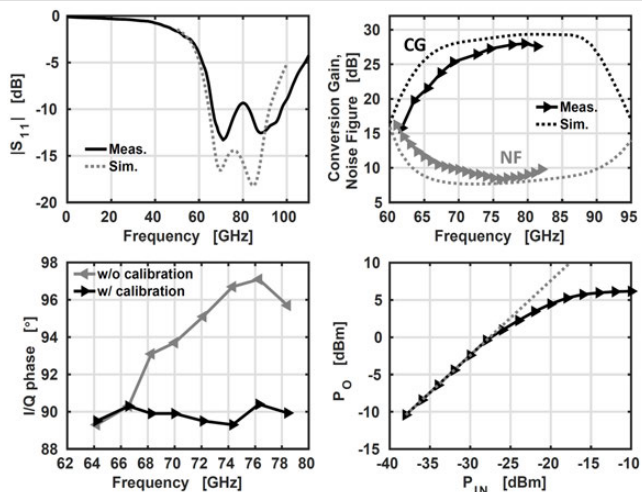 0
-5
-10
-15
-20
|S11| [dB]
Meas.
Sim.
0 20 40 60 80 100
Frequency [GHz]
30
25
20
15
10
5
Conversion Gain,
Noise Figure [dB]
CG
Meas.
Sim.
NF
60 65 70 75 80 85 90 95
Frequency [GHz]
98
96
94
92
90
88
I/Q phase [°]
w/o calibration
w/ calibration
62 64 66 68 70 72 74 76 78 80
Frequency [GHz]
10
5
0
-5
-10
-15
PO [dBm]
-40 -35 -30 -25 -20 -15 -10
PIN [dBm]